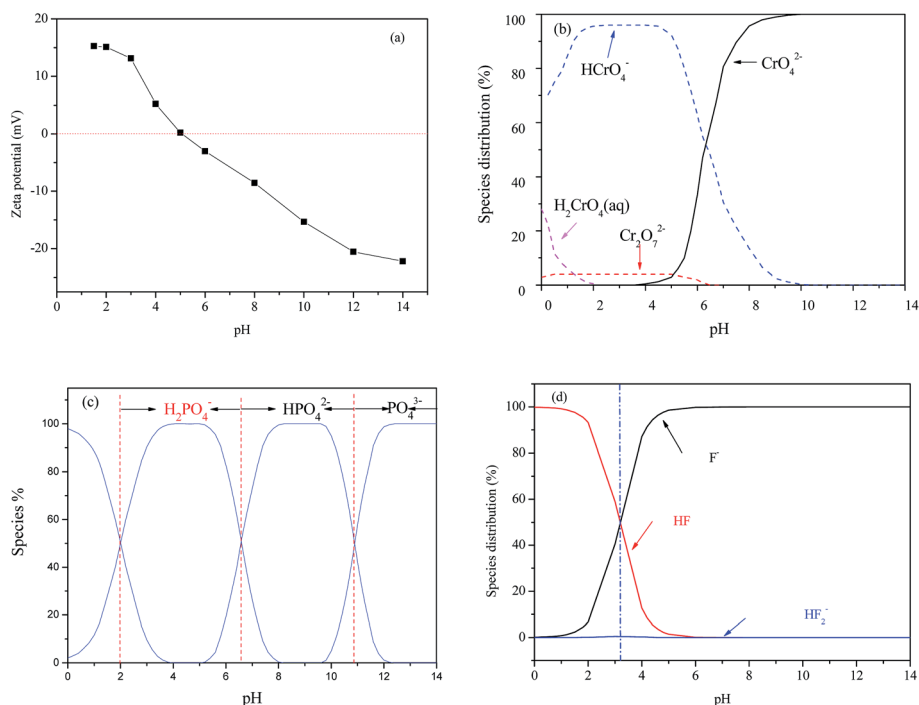 (a)
20
10
0
-10
-20
Zeta potential (mV)
0 2 4 6 8 10 12 14
pH
(b)
100
80
60
40
20
0
Species distribution (%)
HCrO₄⁻
CrO₄²⁻
H₂CrO₄(aq)
Cr₂O₇²⁻
0 2 4 6 8 10 12 14
pH
(c)
H₂PO₄⁻ HPO₄²⁻ PO₄³⁻
100
80
60
40
20
0
Species %
0 2 4 6 8 10 12 14
pH
(d)
100
80
60
40
20
0
Species distribution (%)
F⁻
HF
HF₂⁻
0 2 4 6 8 10 12 14
pH